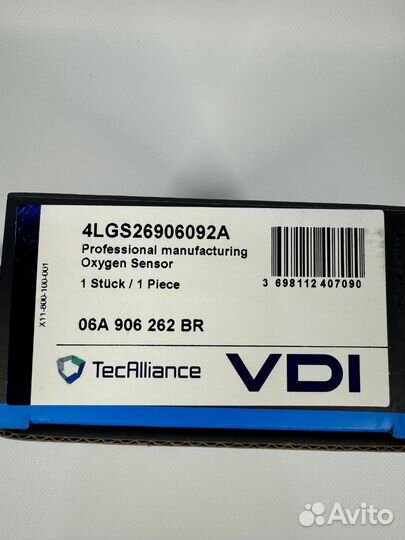 4LGS26906092A
Professional manufacturing
Oxygen Sensor
1 Stück / 1 Piece
3 698112 407090
X11-800-100-001
06A 906 262 BR
TecAlliance
VDI
Avito